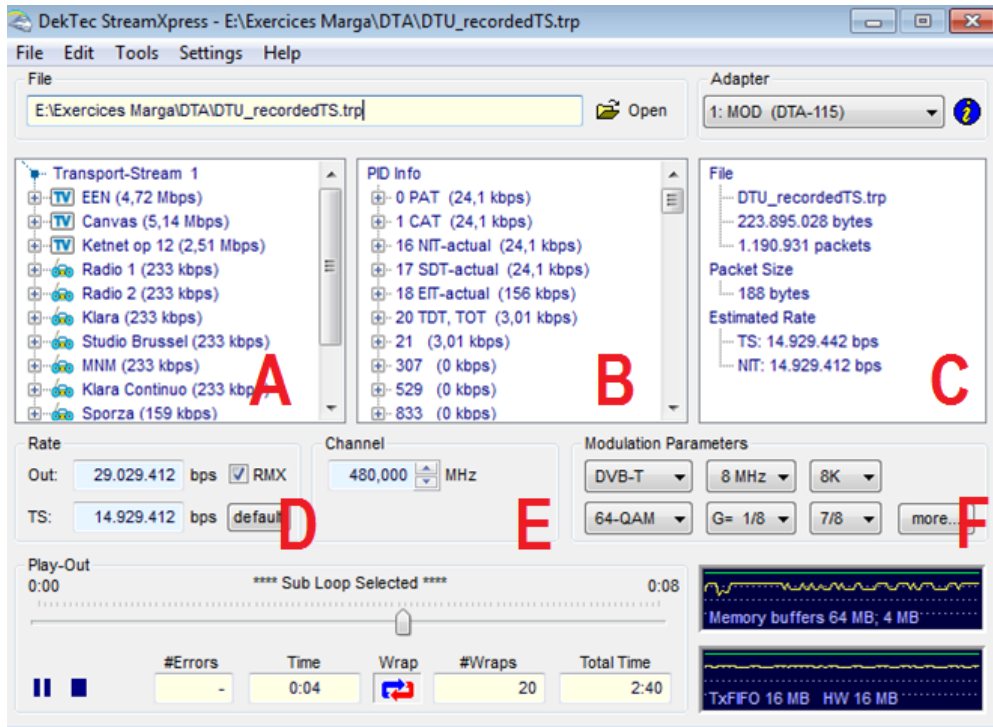 DekTec StreamXpress - E:\Exercices Marga\DTA\DTU_recordedTS.trp
File Edit Tools Settings Help
File
E:\Exercices Marga\DTA\DTU_recordedTS.trp
Open
Adapter
1: MOD (DTA-115)
Transport-Stream 1
TV EEN (4,72 Mbps)
TV Canvas (5,14 Mbps)
TV Ketnet op 12 (2,51 Mbps)
Radio 1 (233 kbps)
Radio 2 (233 kbps)
Klara (233 kbps)
Studio Brussel (233 kbps)
MNM (233 kbps)
Klara Continuo (233 kbps)
Sporza (159 kbps)
A
PID Info
0 PAT (24,1 kbps)
1 CAT (24,1 kbps)
16 NIT-actual (24,1 kbps)
17 SDT-actual (24,1 kbps)
18 EIT-actual (156 kbps)
20 TDT, TOT (3,01 kbps)
21 (3,01 kbps)
307 (0 kbps)
529 (0 kbps)
833 (0 kbps)
B
File
DTU_recordedTS.trp
223.895.028 bytes
1.190.931 packets
Packet Size
188 bytes
Estimated Rate
TS: 14.929.442 bps
NIT: 14.929.412 bps
C
Rate
Out: 29.029.412 bps RMX
TS: 14.929.412 bps default
D
Channel
480,000 MHz
E
Modulation Parameters
DVB-T 8 MHz 8K
64-QAM G= 1/8 7/8 more...
F
Play-Out
0:00 **** Sub Loop Selected **** 0:08
#Errors Time Wrap #Wraps Total Time
- 0:04 20 2:40
Memory buffers 64 MB; 4 MB
TxFIFO 16 MB HW 16 MB